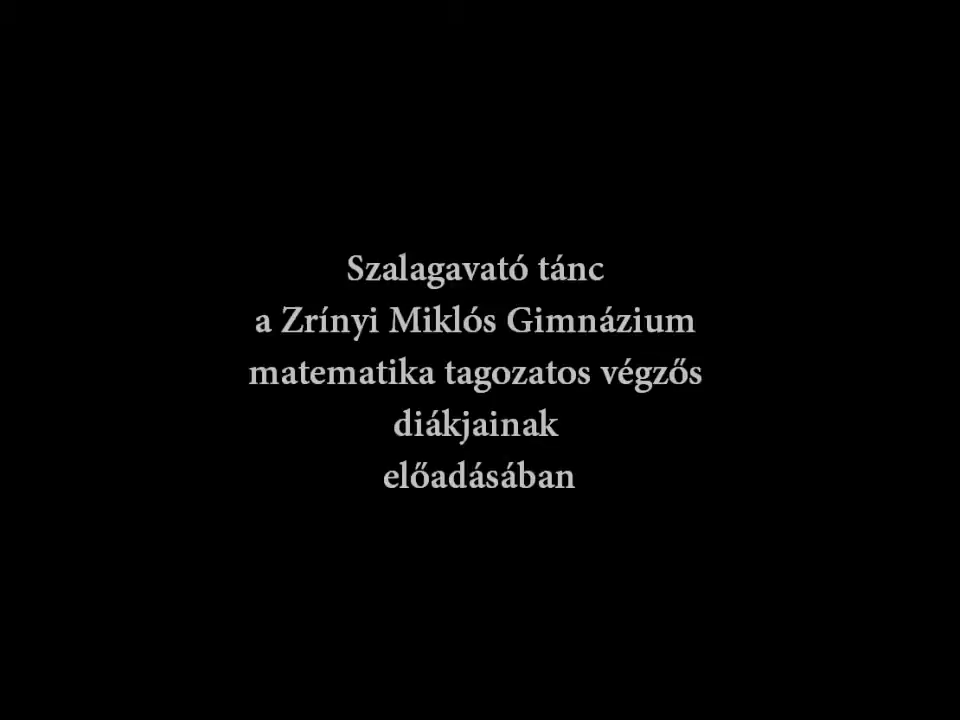 Szalagavató tánc
a Zrínyi Miklós Gimnázium
matematika tagozatos végzős
diákjainak
előadásában